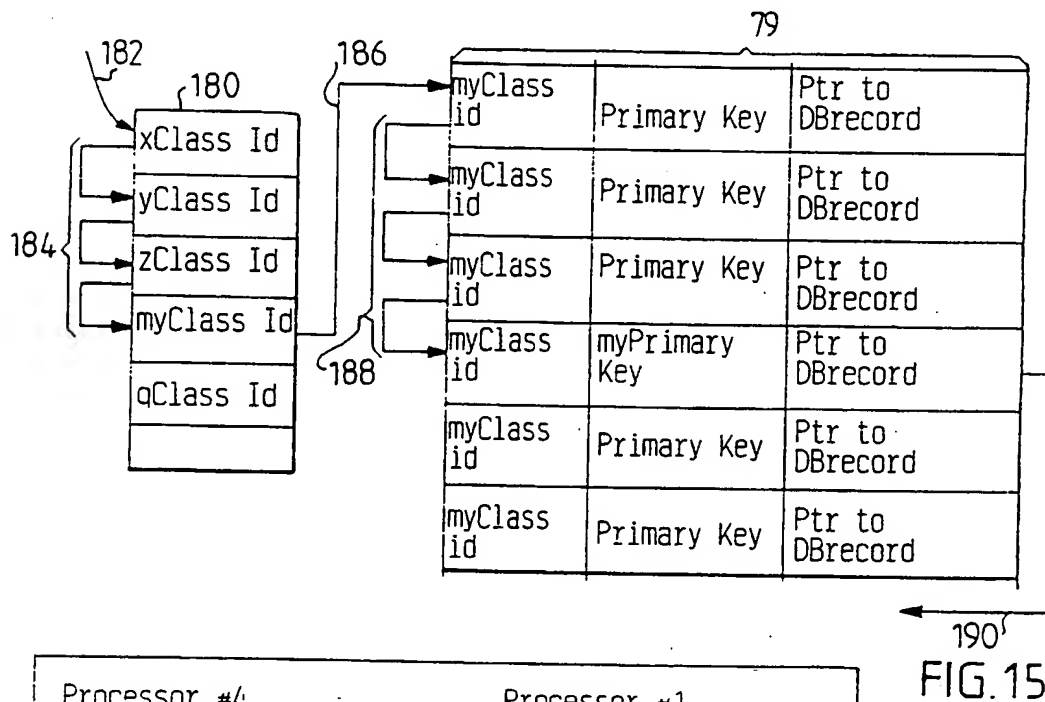 79
182
186
180
xClass Id
yClass Id
zClass Id
myClass Id
qClass Id
184
188
myClass id Primary Key Ptr to DBrecord
myClass id Primary Key Ptr to DBrecord
myClass id Primary Key Ptr to DBrecord
myClass id myPrimary Key Ptr to DBrecord
myClass id Primary Key Ptr to DBrecord
myClass id Primary Key Ptr to DBrecord
190
FIG.15
Processor #4 Processor #1